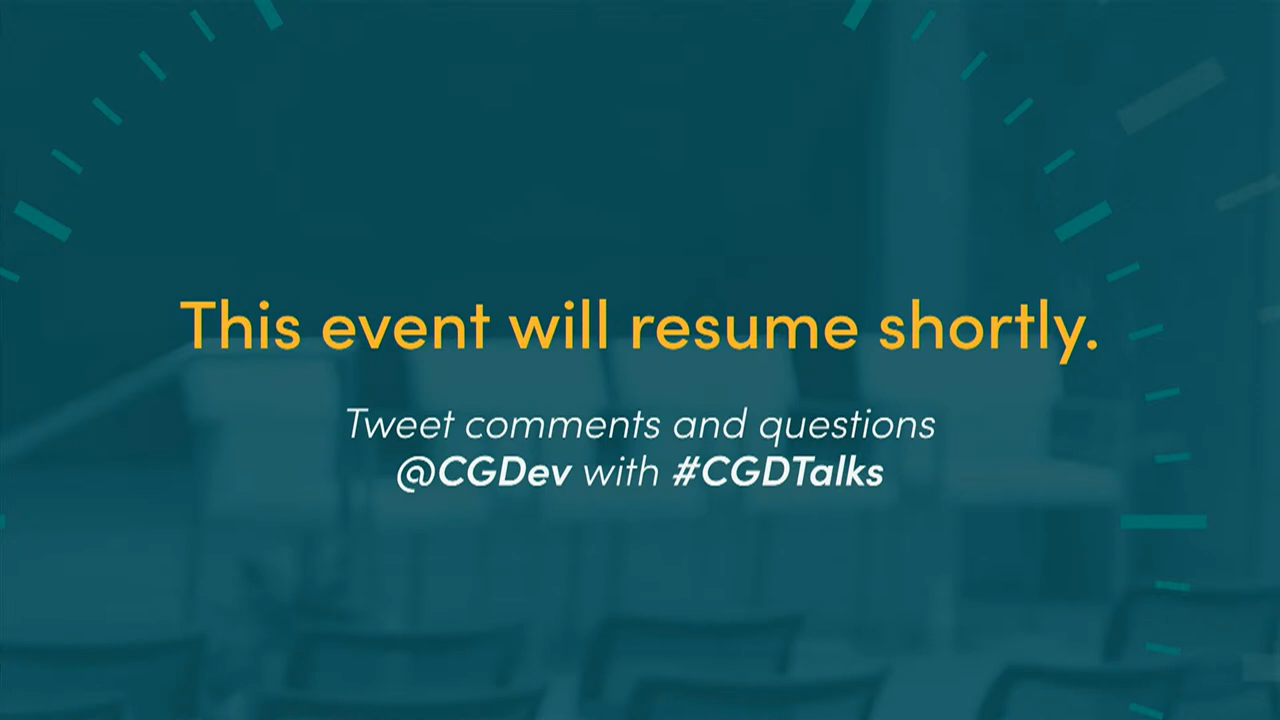 This event will resume shortly.
Tweet comments and questions
@CGDev with #CGDTalks